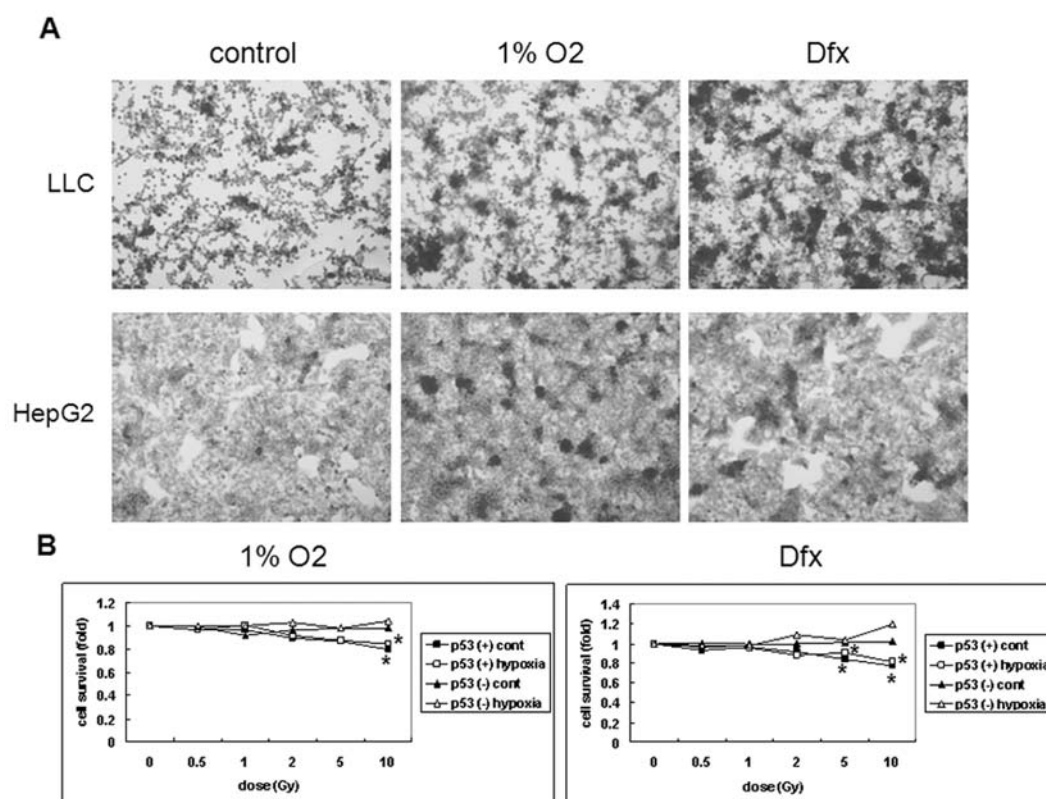 A
control 1% O2 Dfx
LLC
HepG2
B
1% O2 Dfx
cell survival (fold)
1.2
1
0.8
0.6
0.4
0.2
0
0 0.5 1 2 5 10
dose (Gy)
* *
p53 (+) cont
p53 (+) hypoxia
p53 (-) cont
p53 (-) hypoxia
cell survival (fold)
1.4
1.2
1
0.8
0.6
0.4
0.2
0
0 0.5 1 2 5 10
dose (Gy)
* * * *
p53 (+) cont
p53 (+) hypoxia
p53 (-) cont
p53 (-) hypoxia